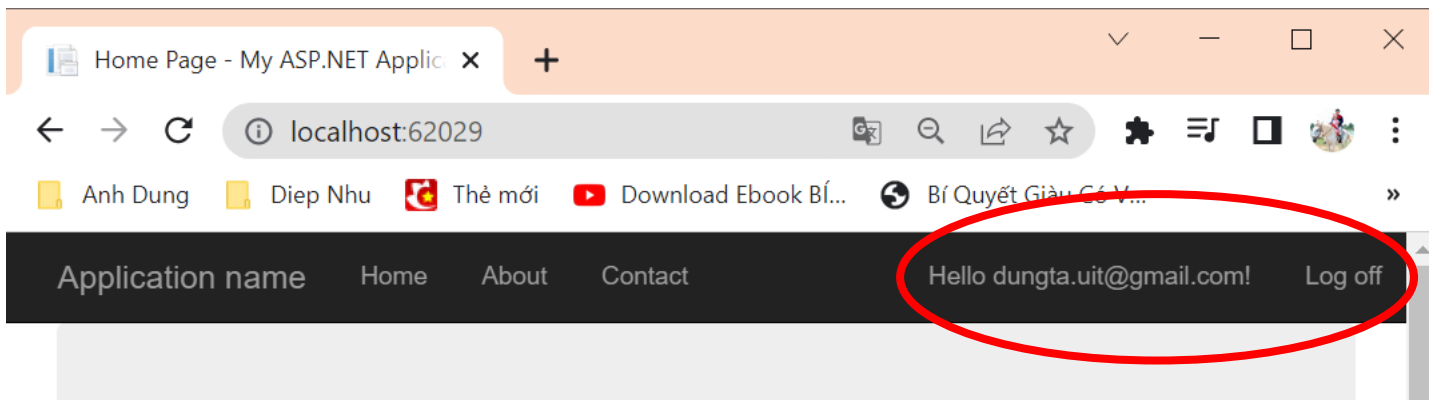 Home Page - My ASP.NET Applic
localhost:62029
Anh Dung Diep Nhu Thẻ mới Download Ebook BÍ... Bí Quyết Giàu Có V... »
Application name Home About Contact Hello dungta.uit@gmail.com! Log off